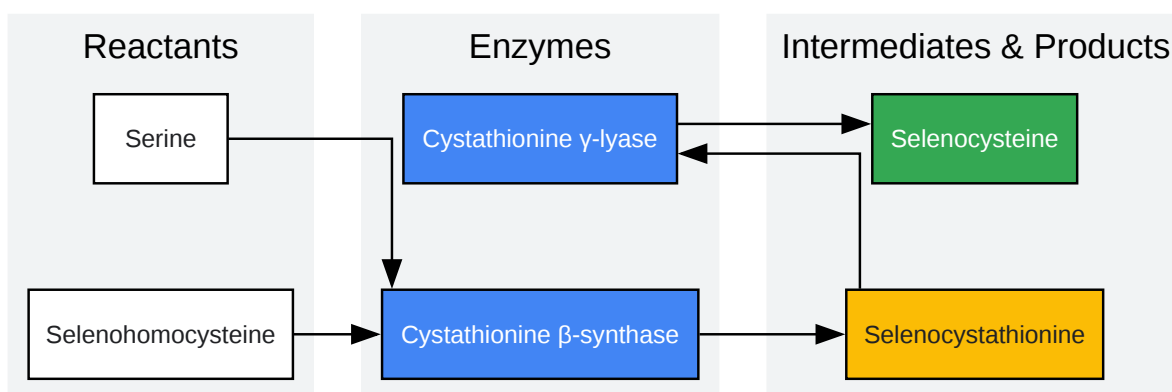 Reactants
Enzymes
Intermediates & Products
Serine
Cystathionine γ-lyase
Selenocysteine
Selenohomocysteine
Cystathionine β-synthase
Selenocystathionine